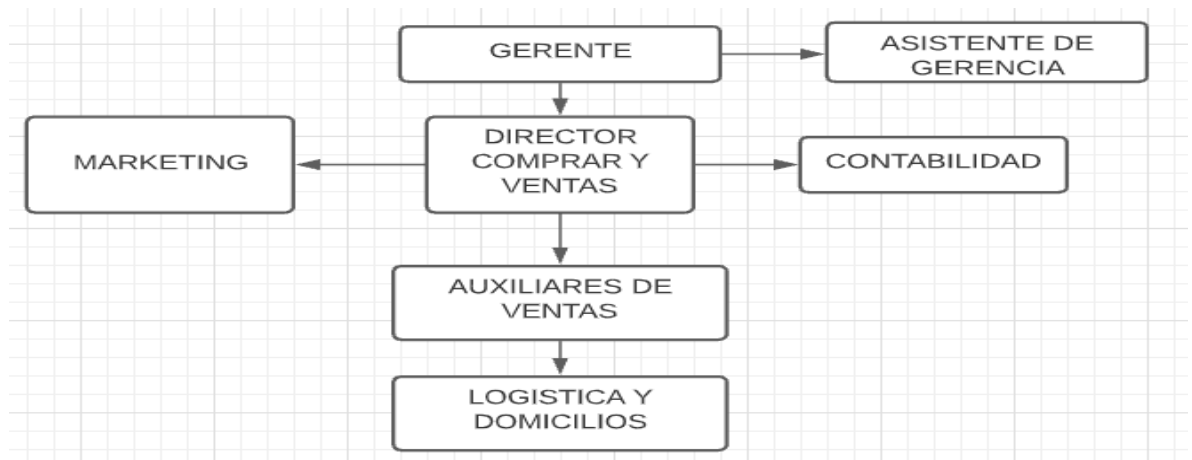 GERENTE
ASISTENTE DE
GERENCIA
MARKETING
DIRECTOR
COMPRAR Y
VENTAS
CONTABILIDAD
AUXILIARES DE
VENTAS
LOGISTICA Y
DOMICILIOS